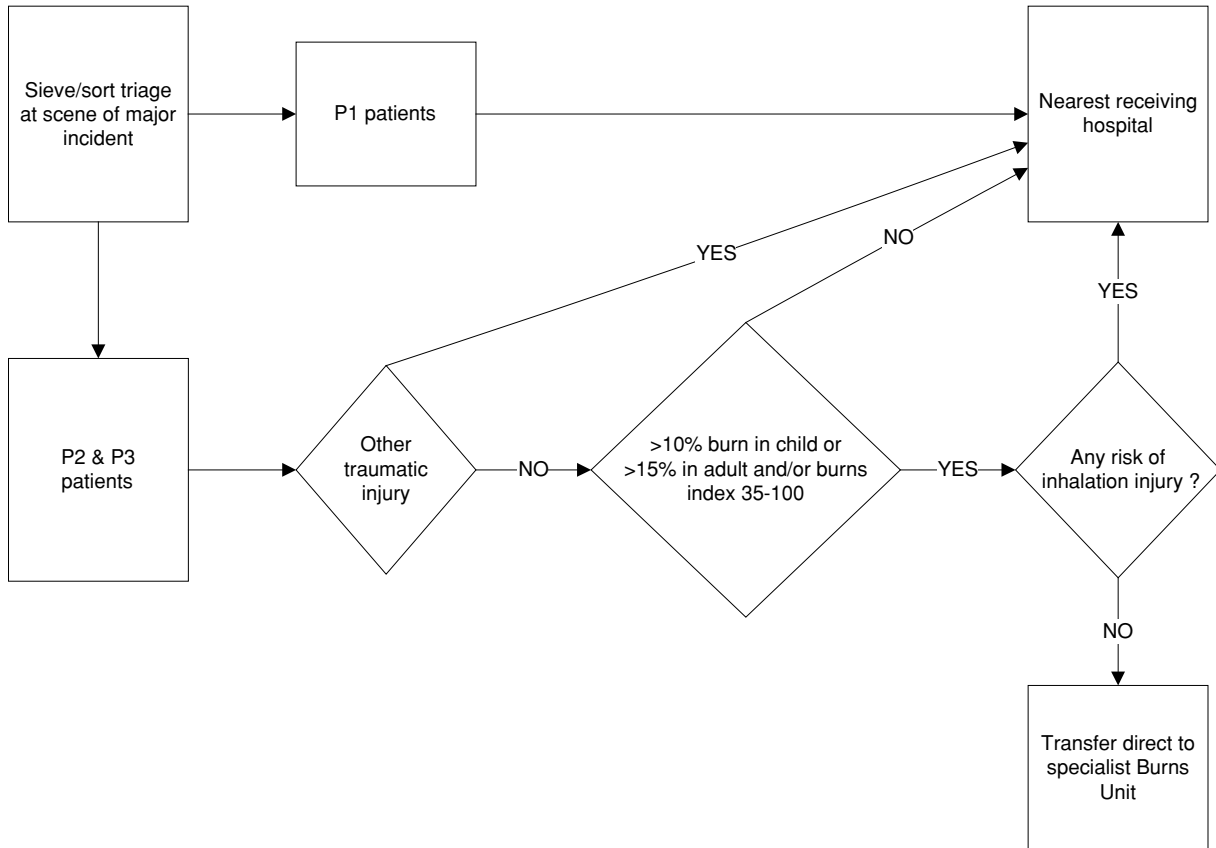 Sieve/sort triage
at scene of major
incident
P1 patients
Nearest receiving
hospital
YES
NO
YES
P2 & P3
patients
Other
traumatic
injury
NO
>10% burn in child or
>15% in adult and/or burns
index 35-100
YES
Any risk of
inhalation injury ?
NO
Transfer direct to
specialist Burns
Unit